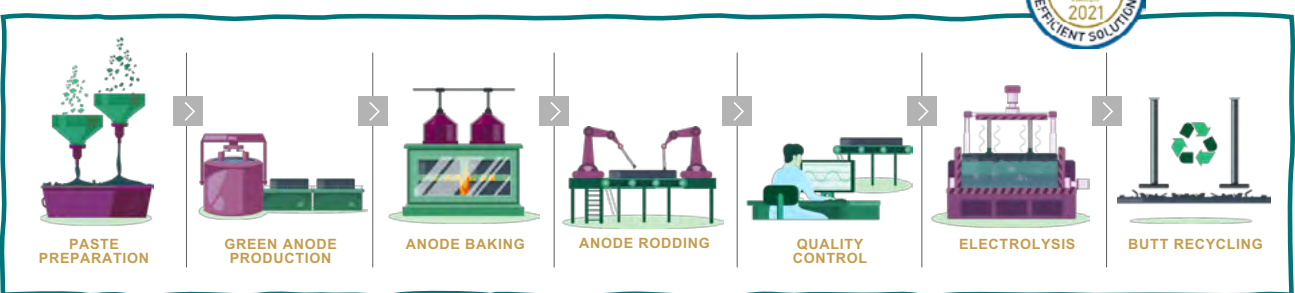 2021
EFFICIENT SOLUTION
PASTE
PREPARATION
GREEN ANODE
PRODUCTION
ANODE BAKING
ANODE RODDING
QUALITY
CONTROL
ELECTROLYSIS
BUTT RECYCLING